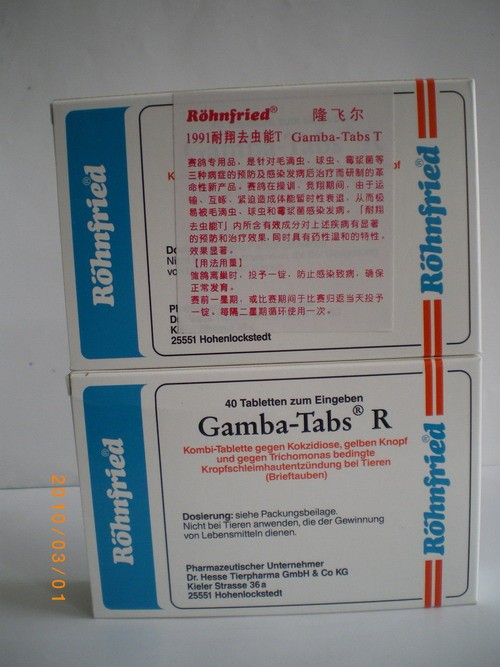 Röhnfried® 隆飞尔
1991耐翔去虫能T Gamba-Tabs T
赛鸽专用品，是针对毛滴虫、球虫、霉浆菌等
三种病症的预防及感染发病后治疗而研制的革
命性新产品。赛鸽在操训、竞翔期间，由于运
输、互啄、紧迫造成体能暂时性衰退，从而极
易被毛滴虫、球虫和霉浆菌感染发病。「耐翔
去虫能T」内所含有效成分对上述疾病有显著
的预防和治疗效果，同时具有药性温和的特性。
效果显著。
【用法用量】
雏鸽离巢时，投予一锭，防止感染致病，确保
正常发育。
赛前一星期，或比赛期间于比赛归返当天投予
一锭，每隔二星期循环使用一次。
Röhnfried
Röhnfried®
K
Do
Nic
vo
Ph
D
Kie
25551 Hohenlockstedt
40 Tabletten zum Eingeben
Gamba-Tabs® R
Kombi-Tablette gegen Kokzidiose, gelben Knopf
und gegen Trichomonas bedingte
Kropfschleimhautentzündung bei Tieren
(Brieftauben)
Dosierung: siehe Packungsbeilage.
Nicht bei Tieren anwenden, die der Gewinnung
von Lebensmitteln dienen.
Pharmazeutischer Unternehmer
Dr. Hesse Tierpharma GmbH & Co KG
Kieler Strasse 36 a
25551 Hohenlockstedt
Röhnfried
Röhnfried®
2010/03/01